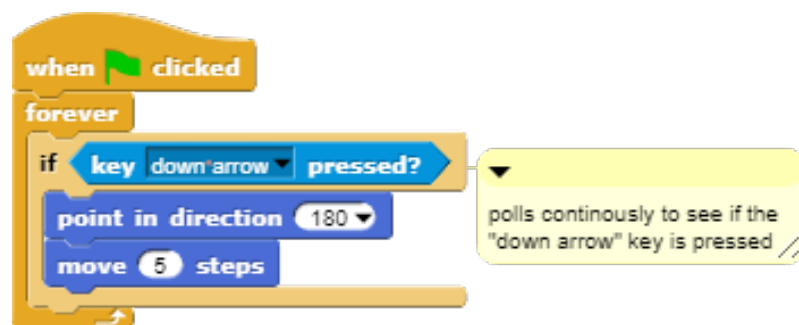 when clicked
forever
if key down arrow pressed?
point in direction 180
move 5 steps
polls continously to see if the
"down arrow" key is pressed